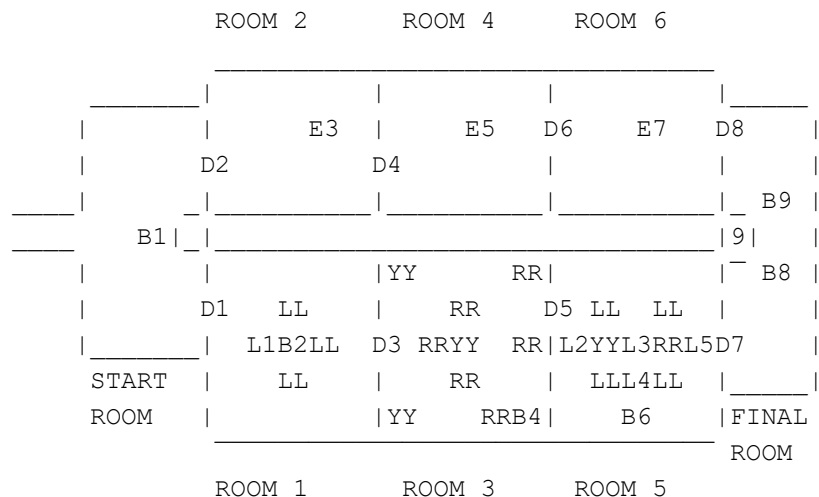 ROOM 2 ROOM 4 ROOM 6
E3 E5 D6 E7 D8
D2 D4
B9
B1 9
YY RR B8
D1 LL RR D5 LL LL
L1B2LL D3 RRYY RR L2YYL3RRL5D7
START LL RR LLL4LL
ROOM YY RRB4 B6 FINAL
ROOM
ROOM 1 ROOM 3 ROOM 5